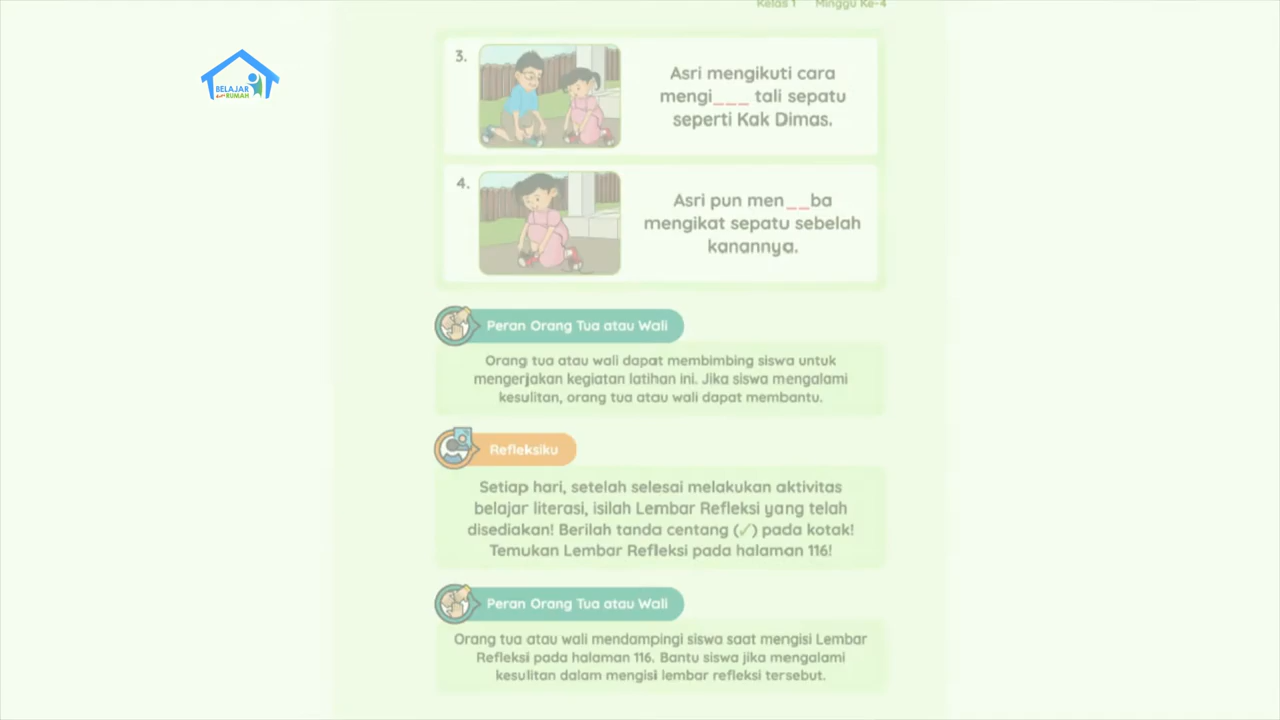 Kelas 1 Minggu Ke-4
BELAJAR
RUMAH
3.
Asri mengikuti cara
mengi___ tali sepatu
seperti Kak Dimas.
4.
Asri pun men__ba
mengikat sepatu sebelah
kanannya.
Peran Orang Tua atau Wali
Orang tua atau wali dapat membimbing siswa untuk
mengerjakan kegiatan latihan ini. Jika siswa mengalami
kesulitan, orang tua atau wali dapat membantu.
Refleksiku
Setiap hari, setelah selesai melakukan aktivitas
belajar literasi, isilah Lembar Refleksi yang telah
disediakan! Berilah tanda centang (✓) pada kotak!
Temukan Lembar Refleksi pada halaman 116!
Peran Orang Tua atau Wali
Orang tua atau wali mendampingi siswa saat mengisi Lembar
Refleksi pada halaman 116. Bantu siswa jika mengalami
kesulitan dalam mengisi lembar refleksi tersebut.